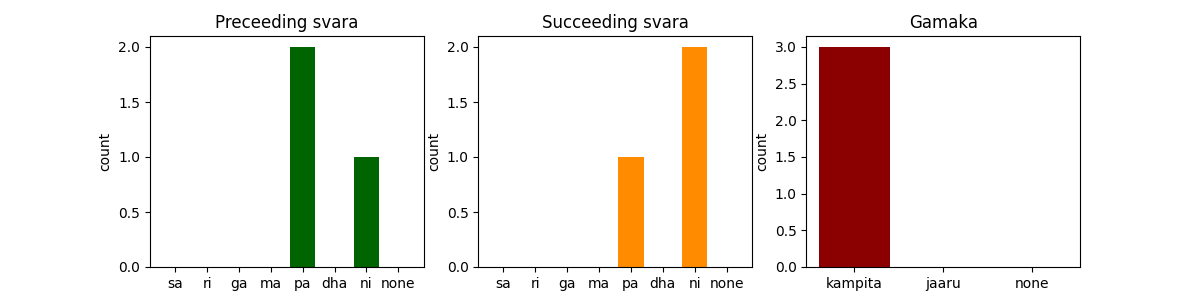 Preceeding svara
count
2.0
1.5
1.0
0.5
0.0
sa ri ga ma pa dha ni none
Succeeding svara
count
2.0
1.5
1.0
0.5
0.0
sa ri ga ma pa dha ni none
Gamaka
count
3.0
2.5
2.0
1.5
1.0
0.5
0.0
kampita jaaru none